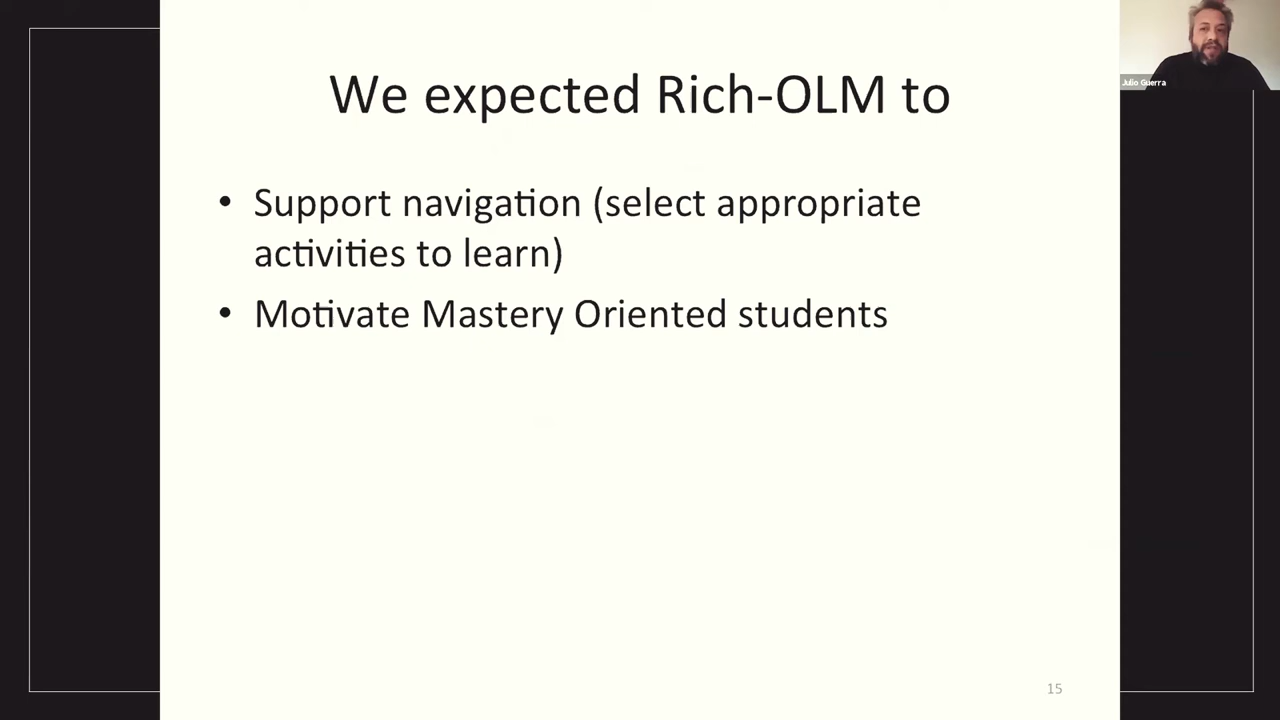 We expected Rich-OLM to
• Support navigation (select appropriate
activities to learn)
• Motivate Mastery Oriented students
15
Julio Guerra